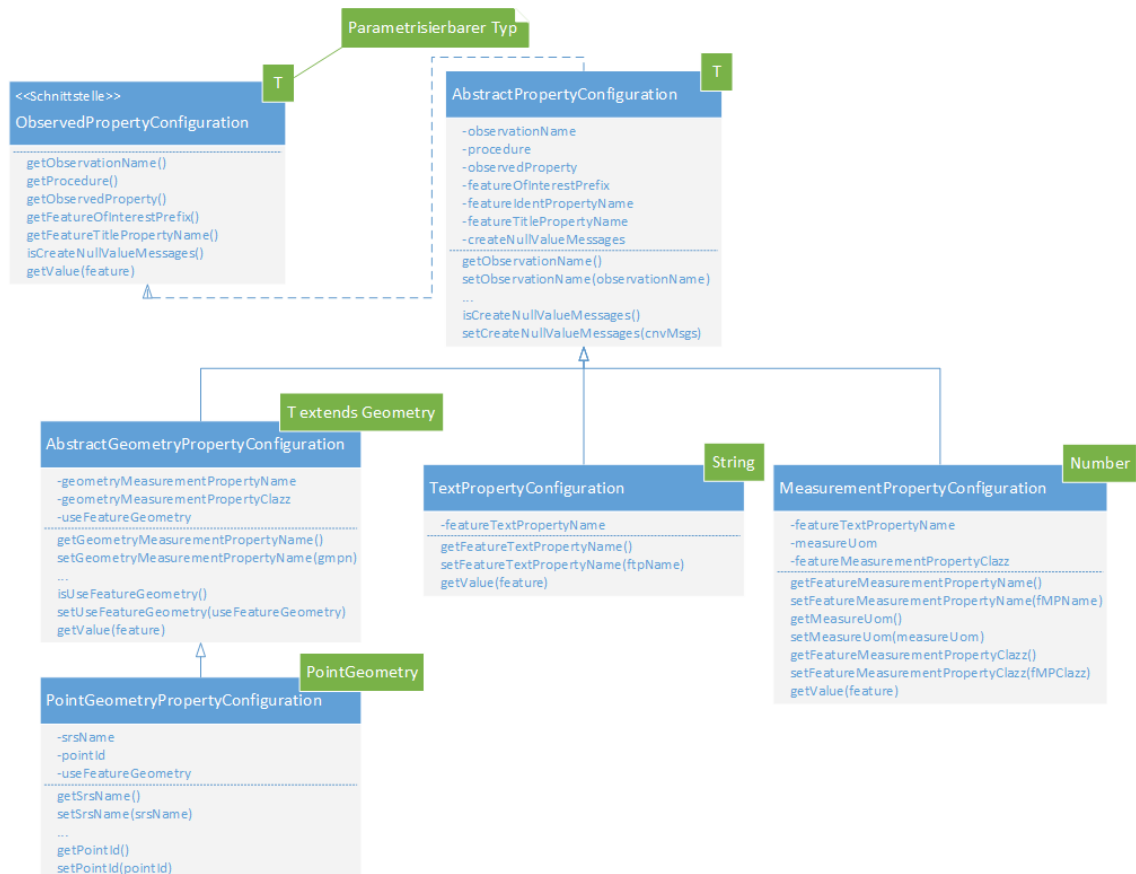 Parametrisierbarer Typ
T
<<Schnittstelle>>
ObservedPropertyConfiguration
getObservationName()
getProcedure()
getObservedProperty()
getFeatureOfInterestPrefix()
getFeatureTitlePropertyName()
isCreateNullValueMessages()
getValue(feature)
T
AbstractPropertyConfiguration
-observationName
-procedure
-observedProperty
-featureOfInterestPrefix
-featureIdentPropertyName
-featureTitlePropertyName
-createNullValueMessages
getObservationName()
setObservationName(observationName)
...
isCreateNullValueMessages()
setCreateNullValueMessages(cnvMsgs)
T extends Geometry
AbstractGeometryPropertyConfiguration
-geometryMeasurementPropertyName
-geometryMeasurementPropertyClazz
-useFeatureGeometry
getGeometryMeasurementPropertyName()
setGeometryMeasurementPropertyName(gmpn)
...
isUseFeatureGeometry()
setUseFeatureGeometry(useFeatureGeometry)
getValue(feature)
String
TextPropertyConfiguration
-featureTextPropertyName
getFeatureTextPropertyName()
setFeatureTextPropertyName(ftpName)
getValue(feature)
Number
MeasurementPropertyConfiguration
-featureTextPropertyName
-measureUom
-featureMeasurementPropertyClazz
getFeatureMeasurementPropertyName()
setFeatureMeasurementPropertyName(fMPName)
getMeasureUom()
setMeasureUom(measureUom)
getFeatureMeasurementPropertyClazz()
setFeatureMeasurementPropertyClazz(fMPClazz)
getValue(feature)
PointGeometry
PointGeometryPropertyConfiguration
-srsName
-pointId
-useFeatureGeometry
getSrsName()
setSrsName(srsName)
...
getPointId()
setPointId(pointId)